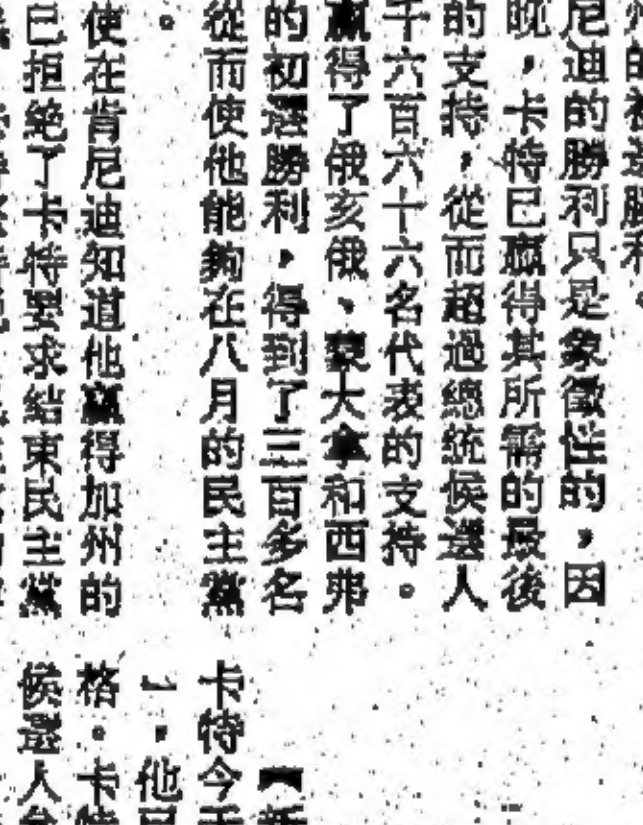 尼迪的勝利只是象徵性的,因
晚,卡特已贏得其所需的最後
的支持,從而超過總統候選人
千六百六十六名代表的支持。
贏得了俄亥俄、蒙大拿和西弗
的初選勝利,得到了三百多名
從而使他能夠在八月的民主黨
。
使在肯尼迪知道他贏得加州的
已拒絕了卡特要求結束民主黨
卡特今
」,他
格。卡特
候選人